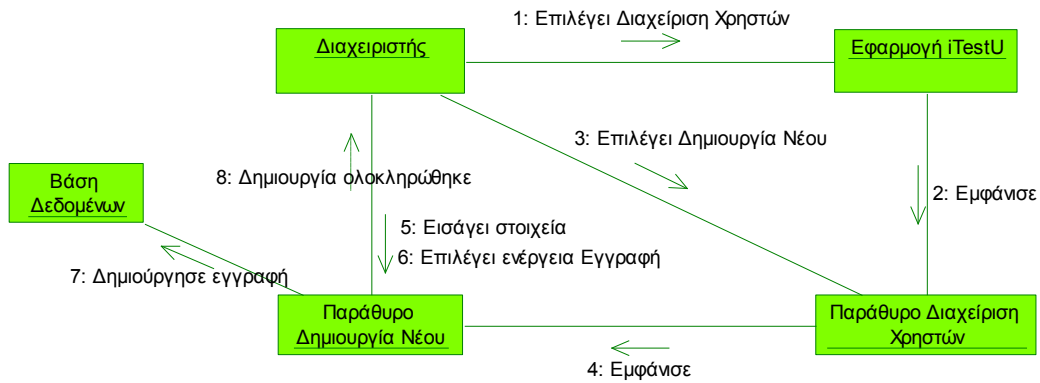 1: Επιλέγει Διαχείριση Χρηστών
Διαχειριστής
Εφαρμογή iTestU
3: Επιλέγει Δημιουργία Νέου
Βάση
Δεδομένων
8: Δημιουργία ολοκληρώθηκε
2: Εμφάνισε
5: Εισάγει στοιχεία
6: Επιλέγει ενέργεια Εγγραφή
7: Δημιούργησε εγγραφή
Παράθυρο
Δημιουργία Νέου
Παράθυρο Διαχείριση
Χρηστών
4: Εμφάνισε